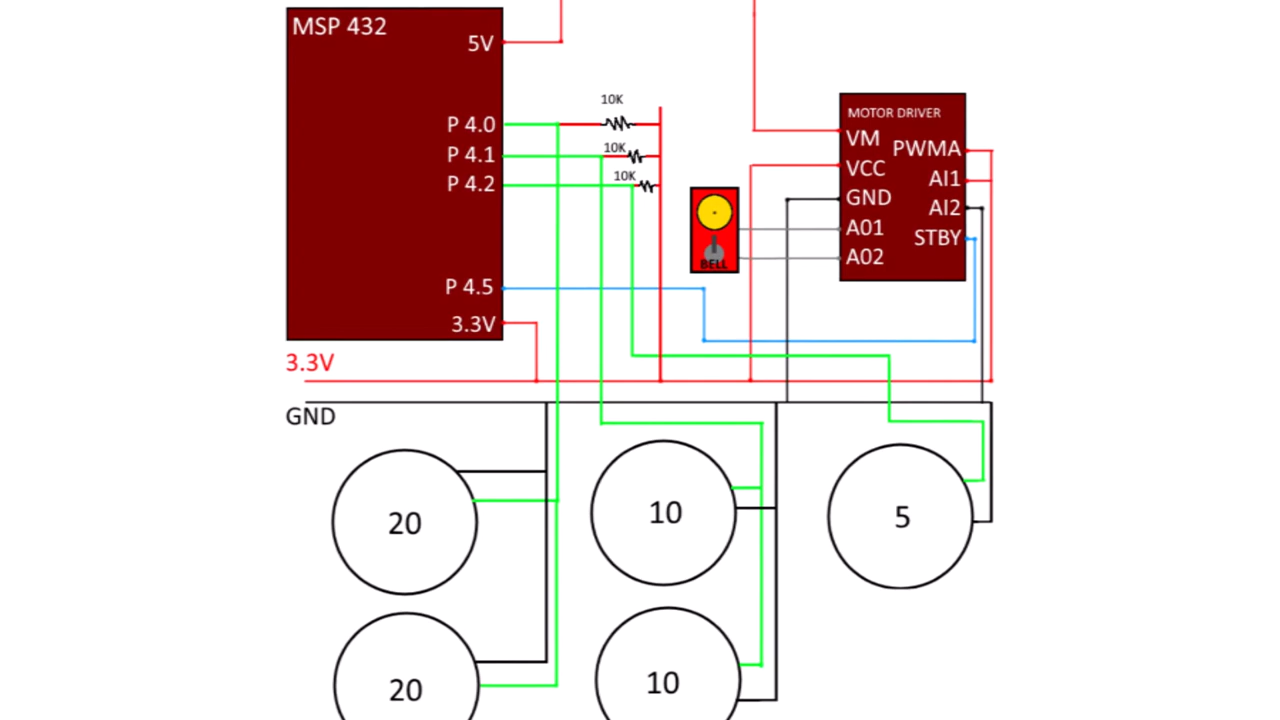 MSP 432
5V
10K
P 4.0
10K
P 4.1
10K
P 4.2
P 4.5
3.3V
BELL
MOTOR DRIVER
VM
PWMA
VCC
AI1
GND
AI2
A01
STBY
A02
3.3V
GND
20
10
5
20
10